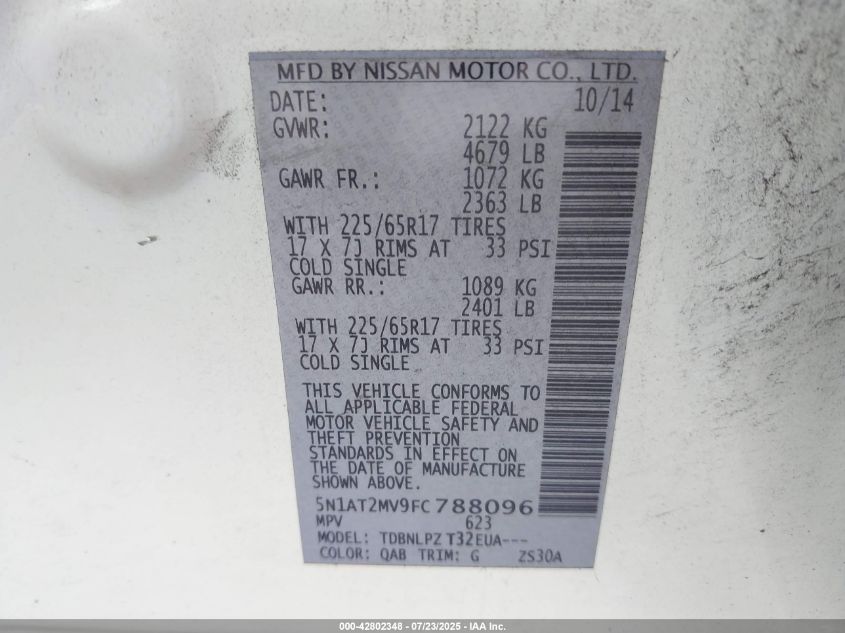 MFD BY NISSAN MOTOR CO., LTD.
DATE: 10/14
GVWR: 2122 KG
4679 LB
GAWR FR.: 1072 KG
2363 LB
WITH 225/65R17 TIRES
17 X 7J RIMS AT 33 PSI
COLD SINGLE
GAWR RR.: 1089 KG
2401 LB
WITH 225/65R17 TIRES
17 X 7J RIMS AT 33 PSI
COLD SINGLE
THIS VEHICLE CONFORMS TO
ALL APPLICABLE FEDERAL
MOTOR VEHICLE SAFETY AND
THEFT PREVENTION
STANDARDS IN EFFECT ON
THE DATE OF MANUFACTURE
SHOWN ABOVE.
5N1AT2MV9FC788096
MPV 623
MODEL: TDBNLPZ T32EUA---
COLOR: QAB TRIM: G ZS30A
000-42802348 - 07/23/2025 - IAA Inc.